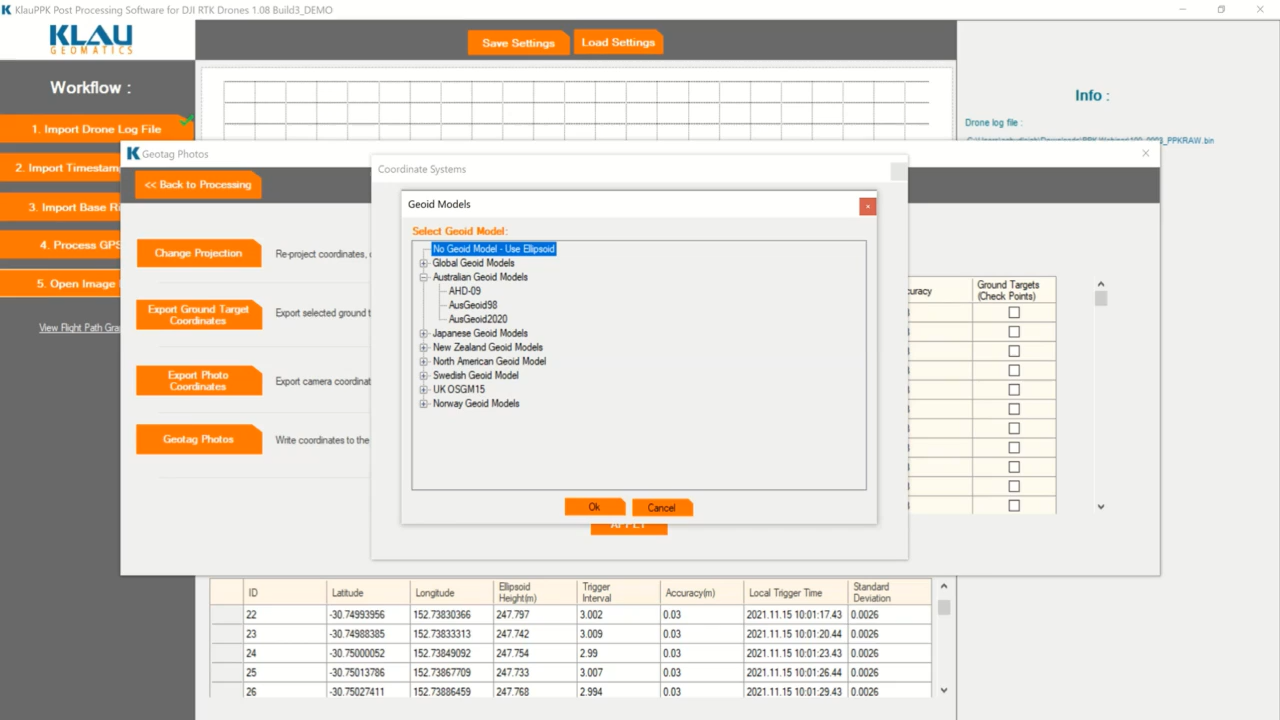 KlauPPK Post Processing Software for DJI RTK Drones 1.08 Build3_DEMO
KLAU
GEOMATICS
Save Settings
Load Settings
Workflow :
Info :
1. Import Drone Log File
Drone log file :
_PPKRAW.bin
Geotag Photos
Coordinate Systems
2. Import Timestam
<< Back to Processing
Geoid Models
3. Import Base Ri
Select Geoid Model:
4. Process GPS
Change Projection
Re-project coordinates,
No Geoid Model - Use Ellipsoid
Global Geoid Models
Australian Geoid Models
AHD-09
AusGeoid98
AusGeoid2020
Japanese Geoid Models
New Zealand Geoid Models
North American Geoid Model
Swedish Geoid Model
UK OSGM15
Norway Geoid Models
5. Open Image
View Flight Path Gra
Export Ground Target
Coordinates
Export selected ground t
Export Photo
Coordinates
Export camera coordinat
Geotag Photos
Write coordinates to the
curacy
Ground Targets
(Check Points)
Ok
Cancel
APPLY
ID Latitude Longitude Ellipsoid Height(m) Trigger Interval Accuracy(m) Local Trigger Time Standard Deviation
22 -30.74993956 152.73830366 247.797 3.002 0.03 2021.11.15 10:01:17.43 0.0026
23 -30.74988385 152.73833313 247.742 3.009 0.03 2021.11.15 10:01:20.44 0.0026
24 -30.75000052 152.73849092 247.754 2.99 0.03 2021.11.15 10:01:23.43 0.0026
25 -30.75013786 152.73867709 247.733 3.007 0.03 2021.11.15 10:01:26.44 0.0026
26 -30.75027411 152.73886459 247.768 2.994 0.03 2021.11.15 10:01:29.43 0.0026